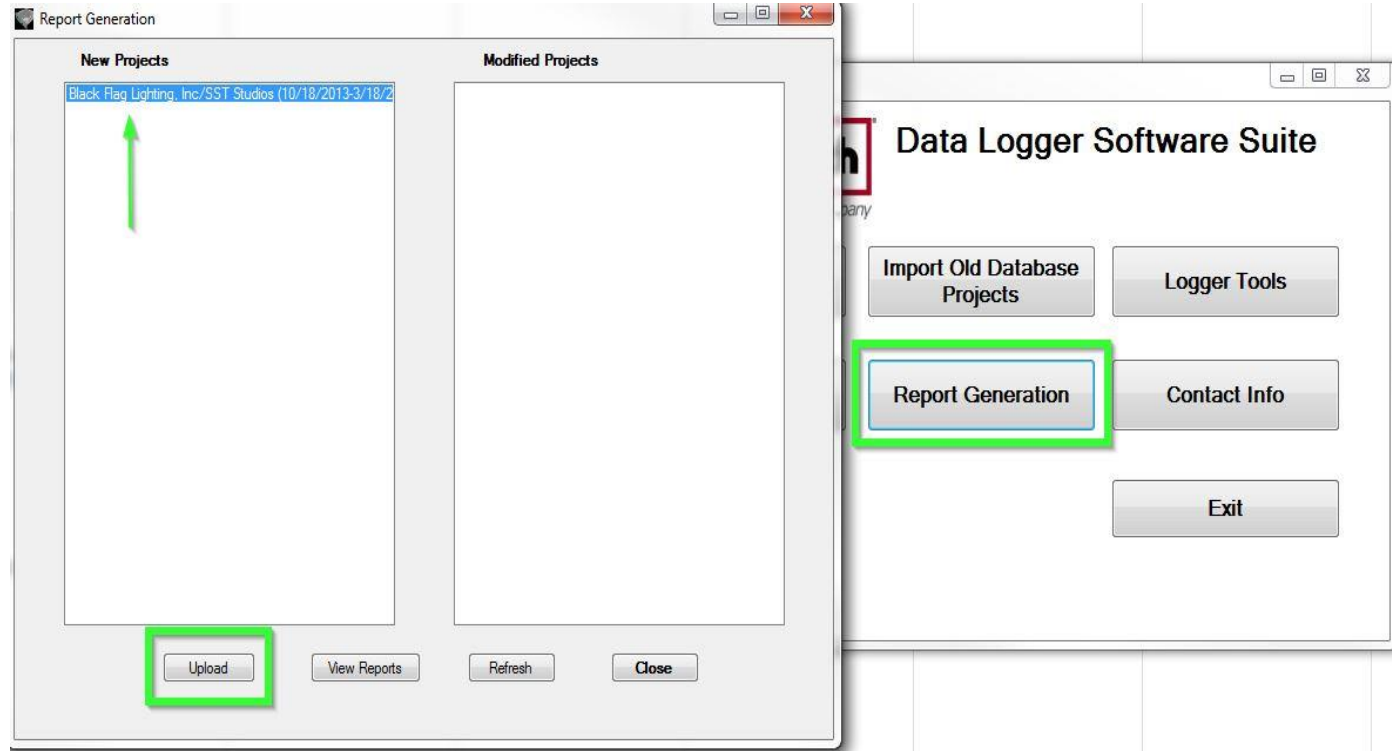 Report Generation
New Projects
Modified Projects
Black Flag Lighting, Inc/SST Studios (10/18/2013-3/18/2
Upload
View Reports
Refresh
Close
Data Logger Software Suite
Import Old Database
Projects
Logger Tools
Report Generation
Contact Info
Exit